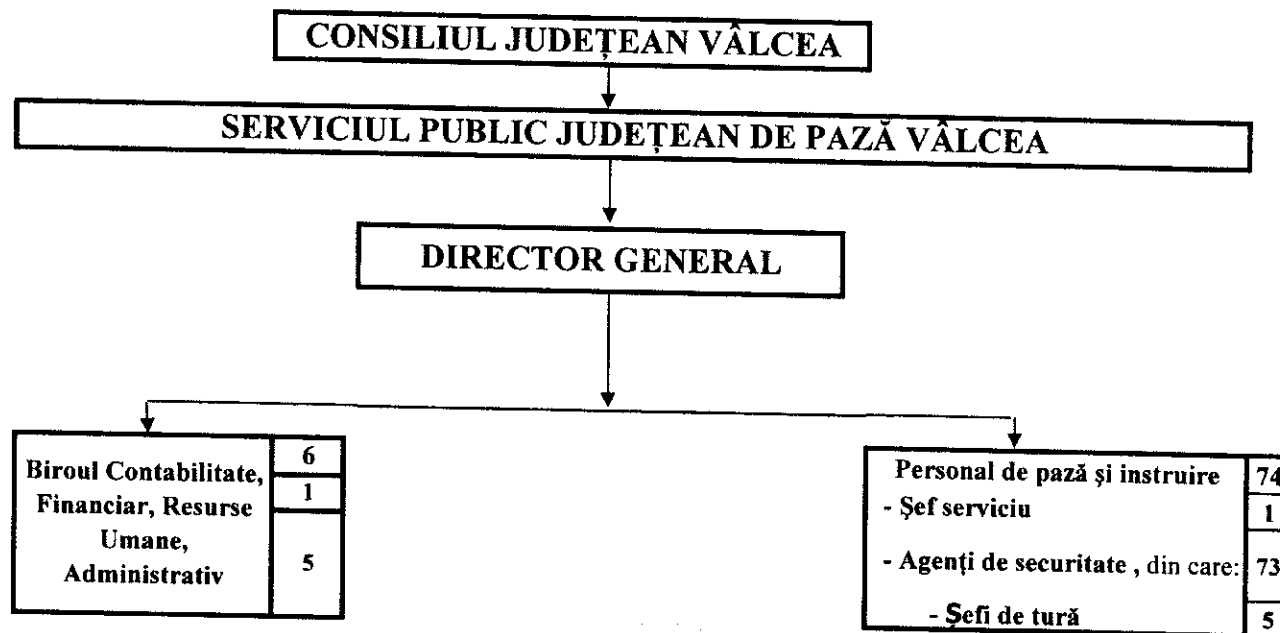 CONSILIUL JUDEȚEAN VÂLCEA
SERVICIUL PUBLIC JUDEȚEAN DE PAZĂ VÂLCEA
DIRECTOR GENERAL
Biroul Contabilitate,
Financiar, Resurse
Umane,
Administrativ
6
1
5
Personal de pază și instruire 74
- Șef serviciu 1
- Agenți de securitate , din care: 73
- Șefi de tură 5